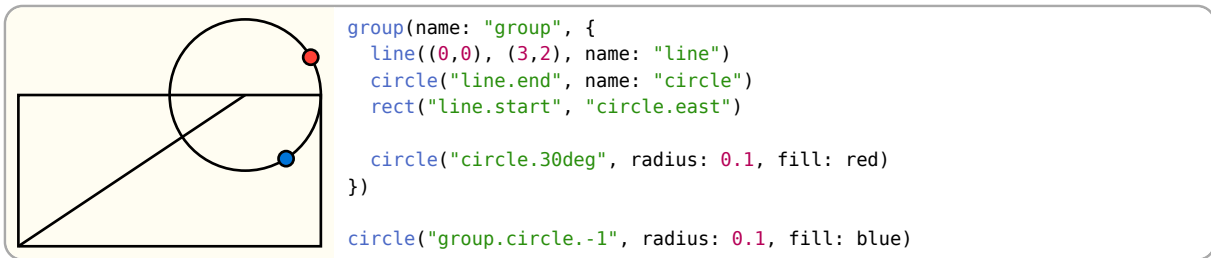 group(name: "group", {
  line((0,0), (3,2), name: "line")
  circle("line.end", name: "circle")
  rect("line.start", "circle.east")

  circle("circle.30deg", radius: 0.1, fill: red)
})

circle("group.circle.-1", radius: 0.1, fill: blue)